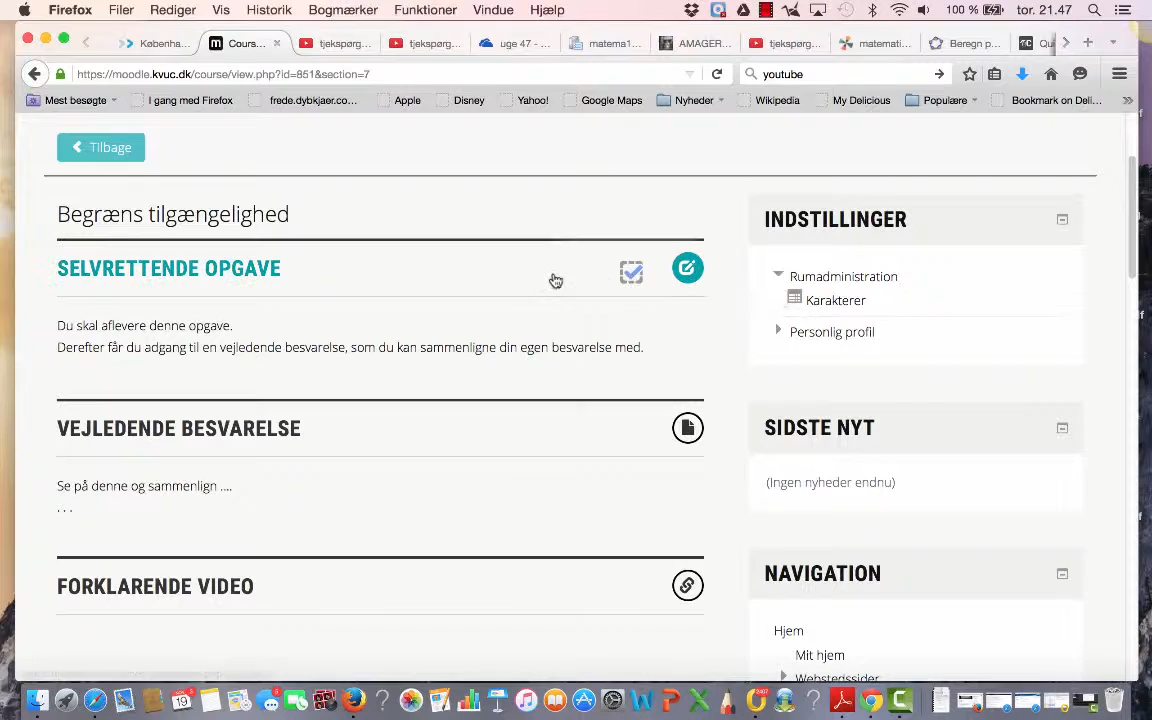 Firefox Filer Rediger Vis Historik Bogmærker Funktioner Vindue Hjælp 100 % tor. 21.47
Københa... Cours... tjekspørg... tjekspørg... uge 47 - ... matema1... AMAGER... tjekspørg... matemati... Beregn p... Qui
https://moodle.kvuc.dk/course/view.php?id=851&section=7 youtube
Mest besøgte I gang med Firefox frede.dybkjaer.co... Apple Disney Yahoo! Google Maps Nyheder Wikipedia My Delicious Populære Bookmark on Deli...
Tilbage
Begræns tilgængelighed
SELVRETTENDE OPGAVE
Du skal aflevere denne opgave.
Derefter får du adgang til en vejledende besvarelse, som du kan sammenligne din egen besvarelse med.
VEJLEDENDE BESVARELSE
Se på denne og sammenlign ....
. . .
FORKLARENDE VIDEO
INDSTILLINGER
Rumadministration
Karakterer
Personlig profil
SIDSTE NYT
(Ingen nyheder endnu)
NAVIGATION
Hjem
Mit hjem
Webstedssider